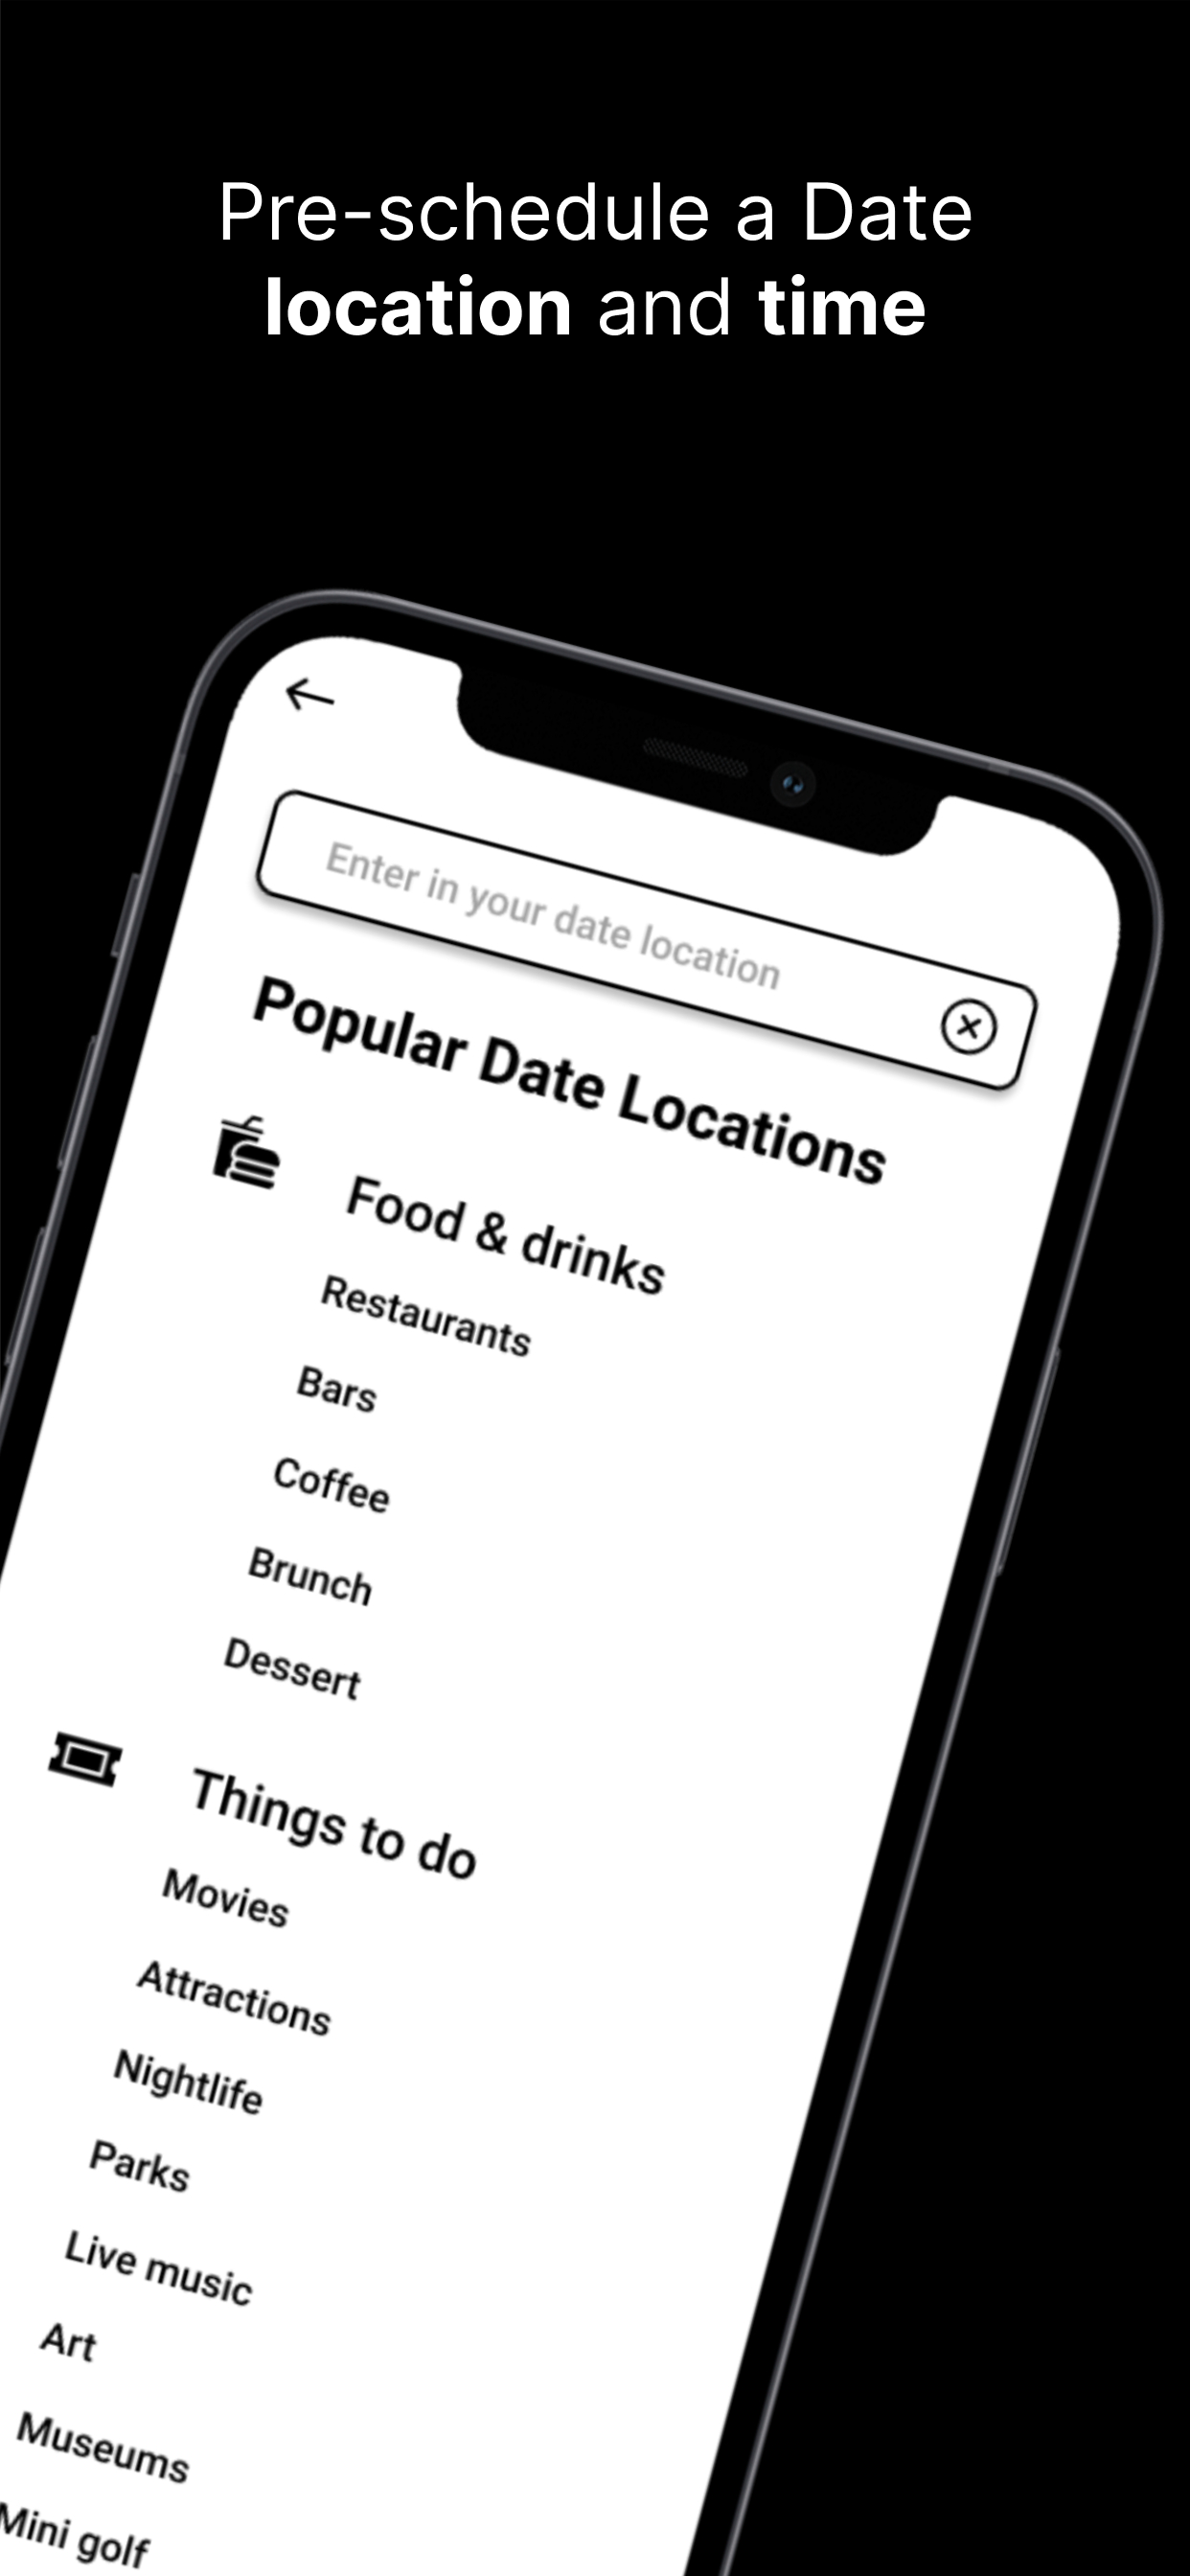 Pre-schedule a Date
location and time
Enter in your date location
Popular Date Locations
Food & drinks
Restaurants
Bars
Coffee
Brunch
Dessert
Things to do
Movies
Attractions
Nightlife
Parks
Live music
Art
Museums
Mini golf